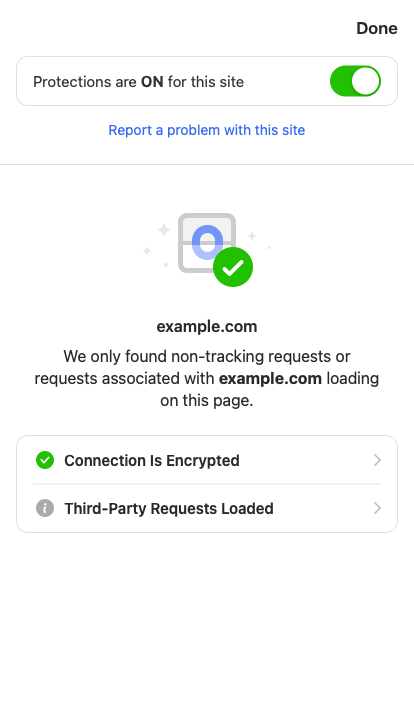 Done
Protections are ON for this site
Report a problem with this site
example.com
We only found non-tracking requests or
requests associated with example.com loading
on this page.
Connection Is Encrypted
Third-Party Requests Loaded